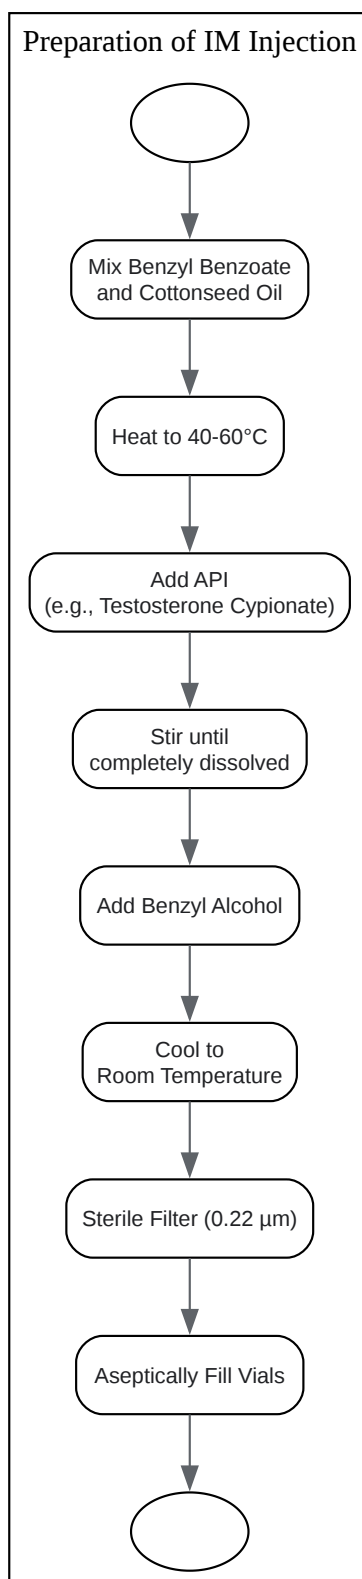 Preparation of IM Injection
Mix Benzyl Benzoate
and Cottonseed Oil
Heat to 40-60°C
Add API
(e.g., Testosterone Cypionate)
Stir until
completely dissolved
Add Benzyl Alcohol
Cool to
Room Temperature
Sterile Filter (0.22 µm)
Aseptically Fill Vials